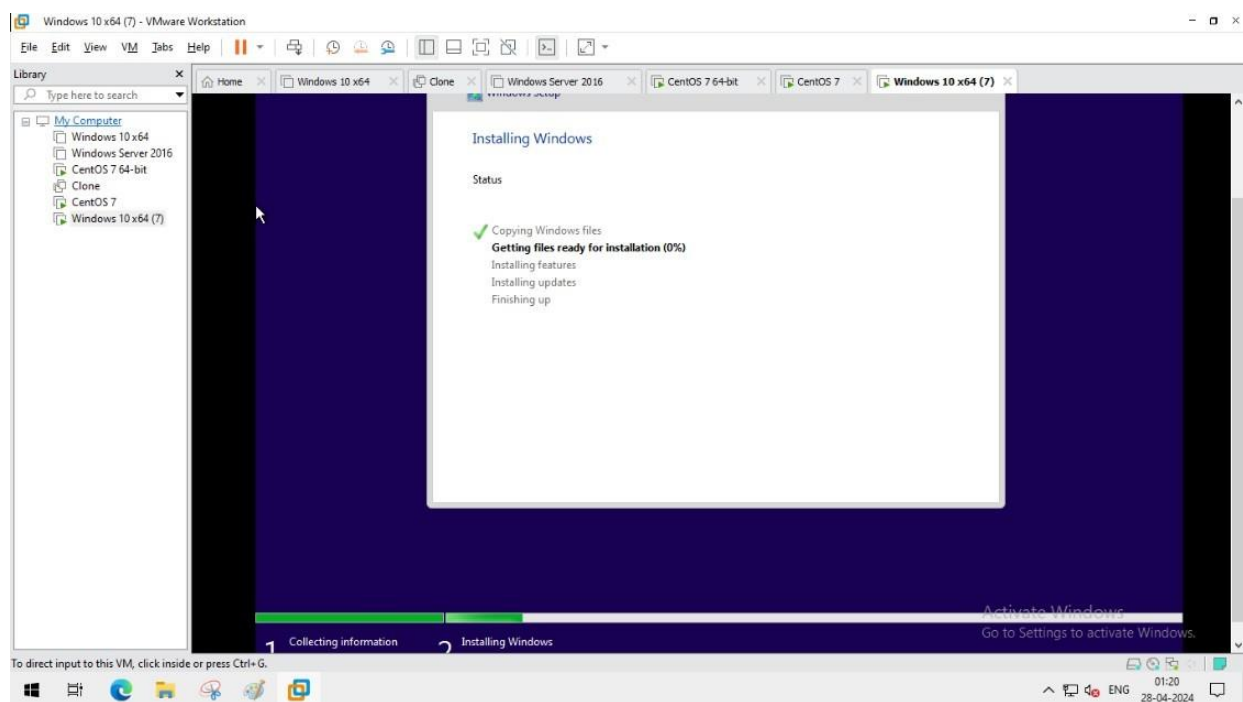 Windows 10 x64 (7) - VMware Workstation
File Edit View VM Tabs Help
Library
Type here to search
Home
Windows 10 x64
Clone
Windows Server 2016
CentOS 7 64-bit
CentOS 7
Windows 10 x64 (7)
My Computer
Windows 10 x64
Windows Server 2016
CentOS 7 64-bit
Clone
CentOS 7
Windows 10 x64 (7)
Windows Setup
Installing Windows
Status
Copying Windows files
Getting files ready for installation (0%)
Installing features
Installing updates
Finishing up
Activate Windows
Go to Settings to activate Windows.
1 Collecting information
2 Installing Windows
To direct input to this VM, click inside or press Ctrl+G.
ENG
01:20
28-04-2024